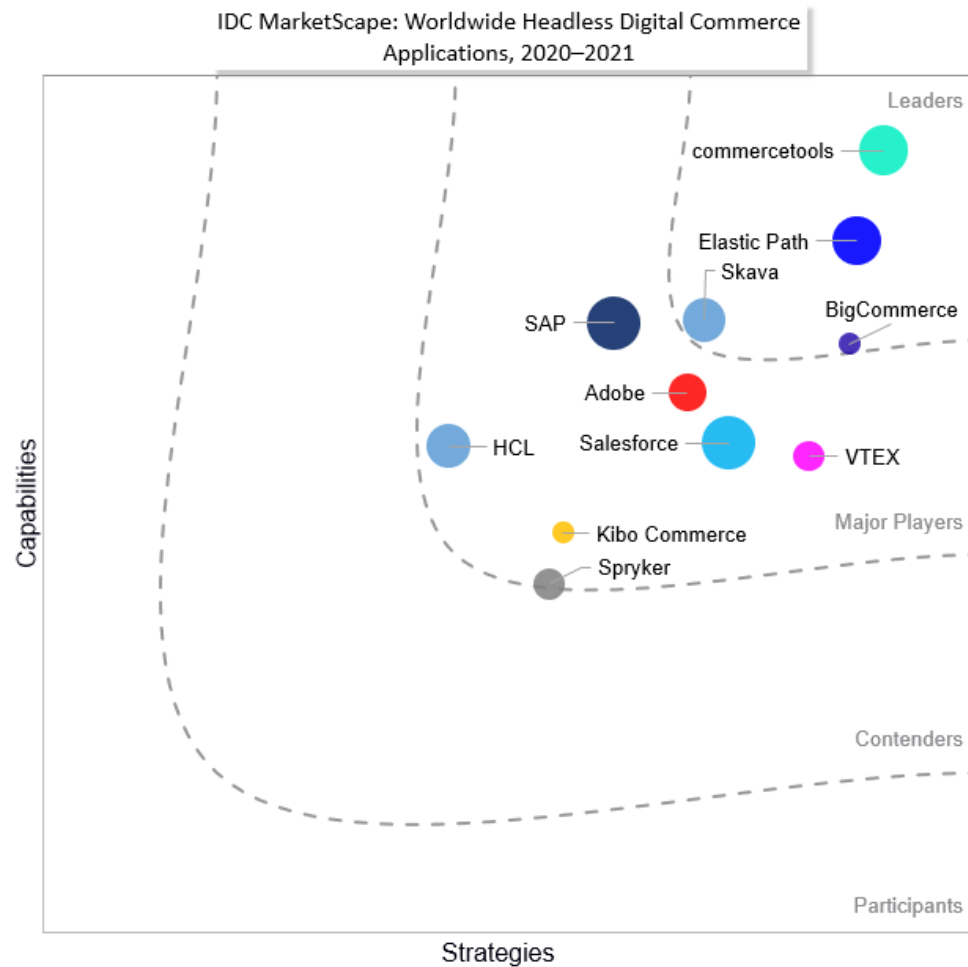 IDC MarketScape: Worldwide Headless Digital Commerce
Applications, 2020–2021
Leaders
commercetools
Elastic Path
Skava
BigCommerce
SAP
Adobe
Salesforce
HCL
VTEX
Major Players
Kibo Commerce
Spryker
Capabilities
Contenders
Participants
Strategies